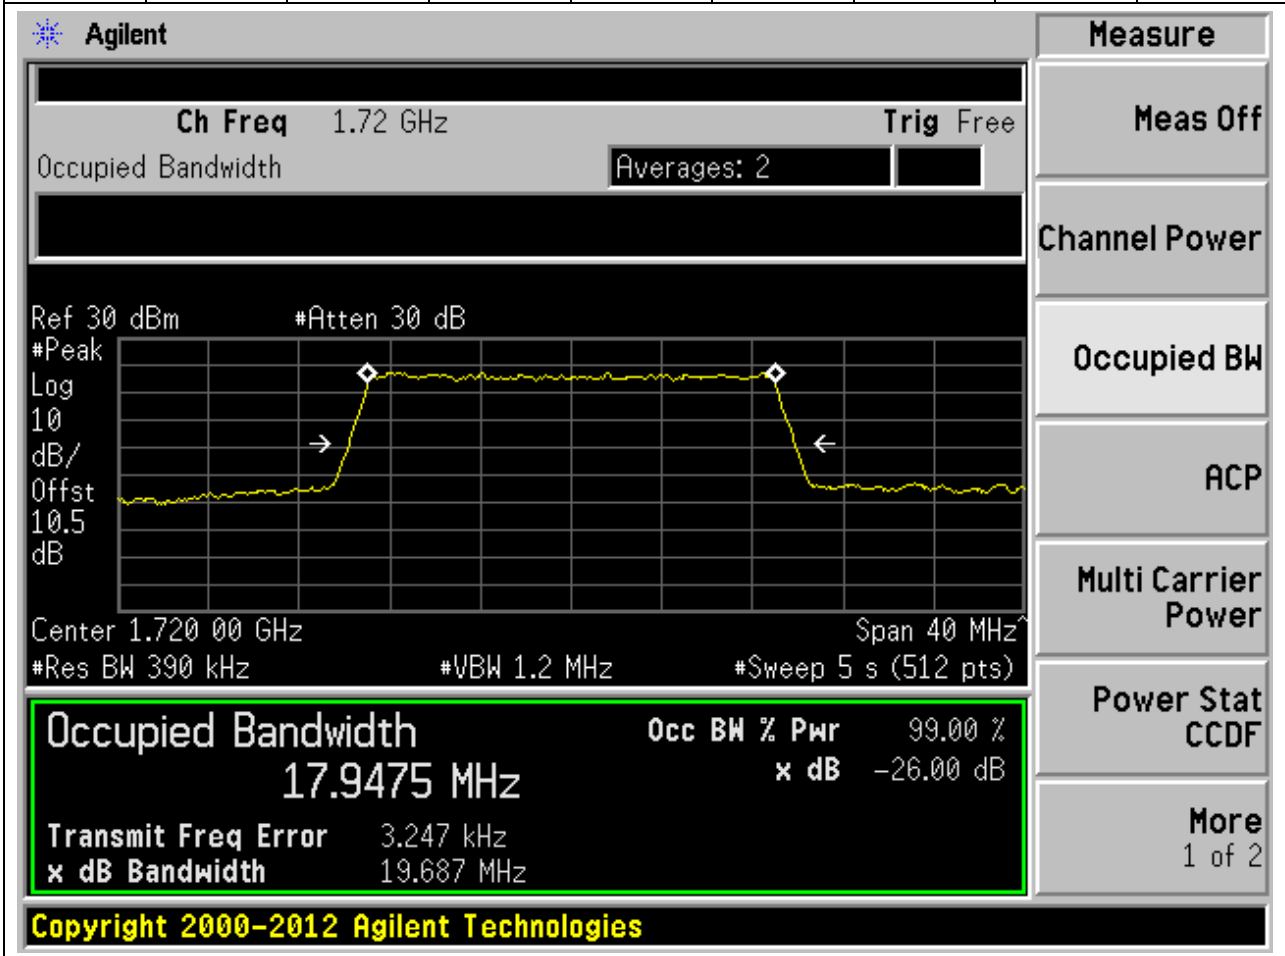 Agilent
Measure
Ch Freq 1.72 GHz Trig Free
Occupied Bandwidth Averages: 2
Meas Off
Channel Power
Occupied BW
ACP
Multi Carrier
Power
Power Stat
CCDF
More
1 of 2
Ref 30 dBm #Atten 30 dB
#Peak
Log
10
dB/
Offst
10.5
dB
Center 1.720 00 GHz Span 40 MHz^
#Res BW 390 kHz #VBW 1.2 MHz #Sweep 5 s (512 pts)
Occupied Bandwidth Occ BW % Pwr 99.00 %
17.9475 MHz x dB -26.00 dB
Transmit Freq Error 3.247 kHz
x dB Bandwidth 19.687 MHz
Copyright 2000-2012 Agilent Technologies